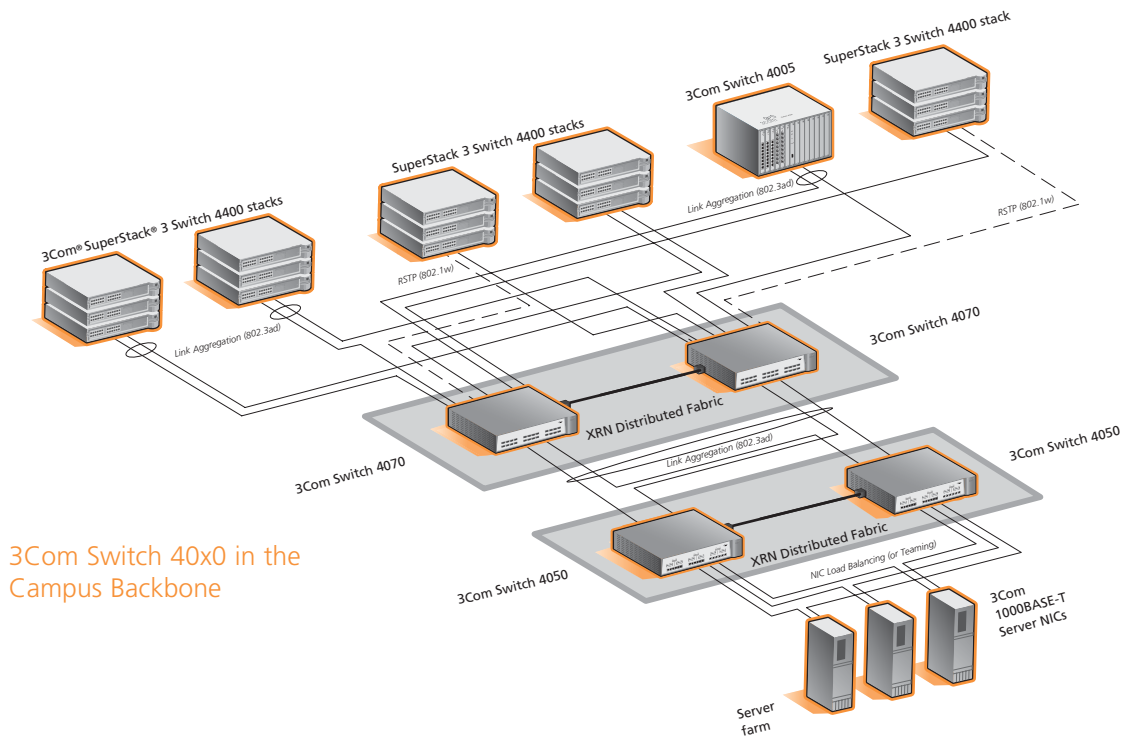 SuperStack 3 Switch 4400 stack
3Com Switch 4005
SuperStack 3 Switch 4400 stacks
3Com® SuperStack® 3 Switch 4400 stacks
Link Aggregation (802.3ad)
RSTP (802.1w)
RSTP (802.1w)
Link Aggregation (802.3ad)
3Com Switch 4070
XRN Distributed Fabric
3Com Switch 4070
Link Aggregation (802.3ad)
3Com Switch 4050
XRN Distributed Fabric
3Com Switch 4050
NIC Load Balancing (or Teaming)
3Com Switch 40x0 in the
Campus Backbone
3Com
1000BASE-T
Server NICs
Server
farm